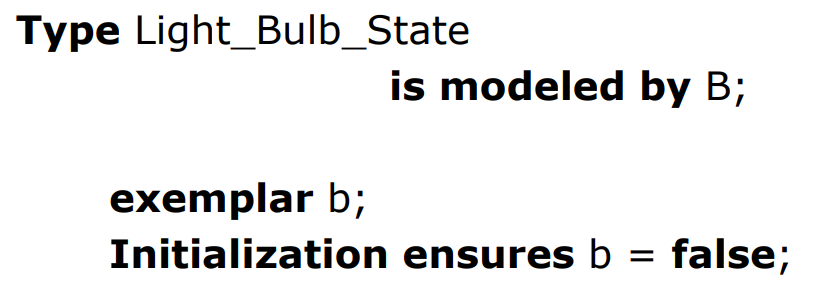 Type Light_Bulb_State
is modeled by B;
exemplar b;
Initialization ensures b = false;